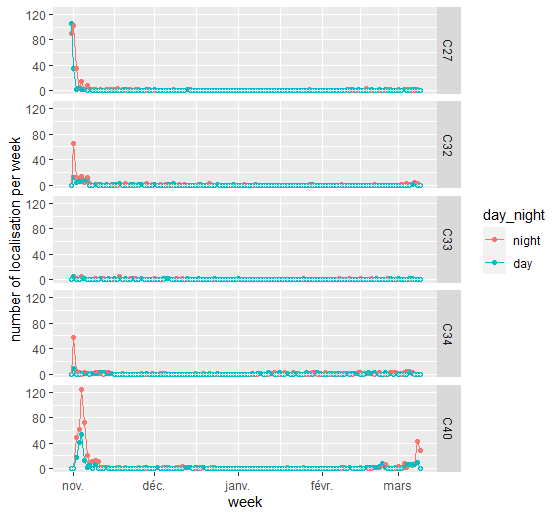 number of localisation per week
120
80
40
0
C27
120
80
40
0
C32
120
80
40
0
C33
120
80
40
0
C34
120
80
40
0
C40
nov.
déc.
janv.
févr.
mars
week
day_night
night
day